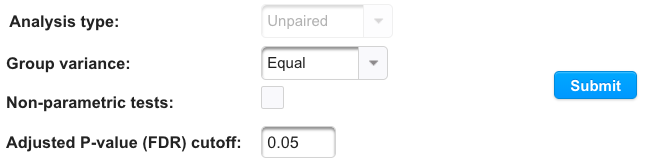 Analysis type: Unpaired
Group variance: Equal
Submit
Non-parametric tests:
Adjusted P-value (FDR) cutoff: 0.05